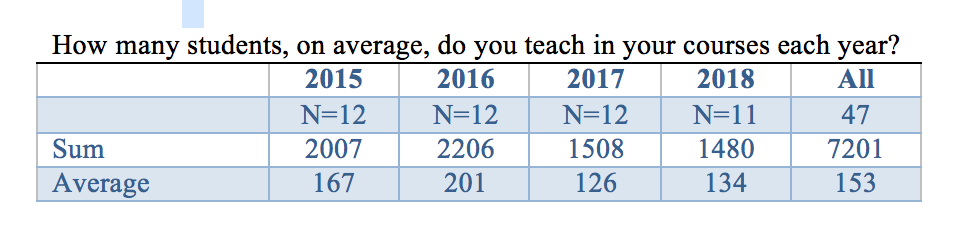 How many students, on average, do you teach in your courses each year?
2015 2016 2017 2018 All
N=12 N=12 N=12 N=11 47
Sum 2007 2206 1508 1480 7201
Average 167 201 126 134 153